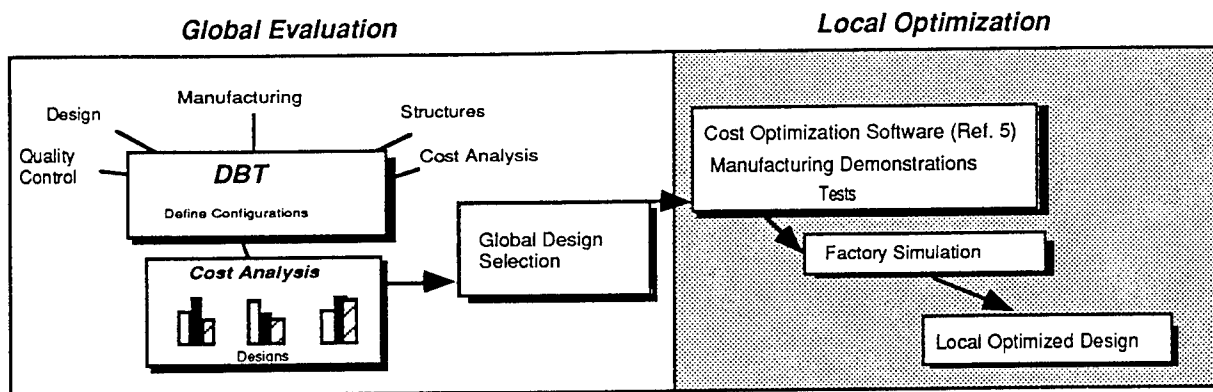 Global Evaluation
Local Optimization
Manufacturing
Design
Structures
Quality
Control
Cost Analysis
DBT
Define Configurations
Cost Analysis
Designs
Global Design
Selection
Cost Optimization Software (Ref. 5)
Manufacturing Demonstrations
Tests
Factory Simulation
Local Optimized Design